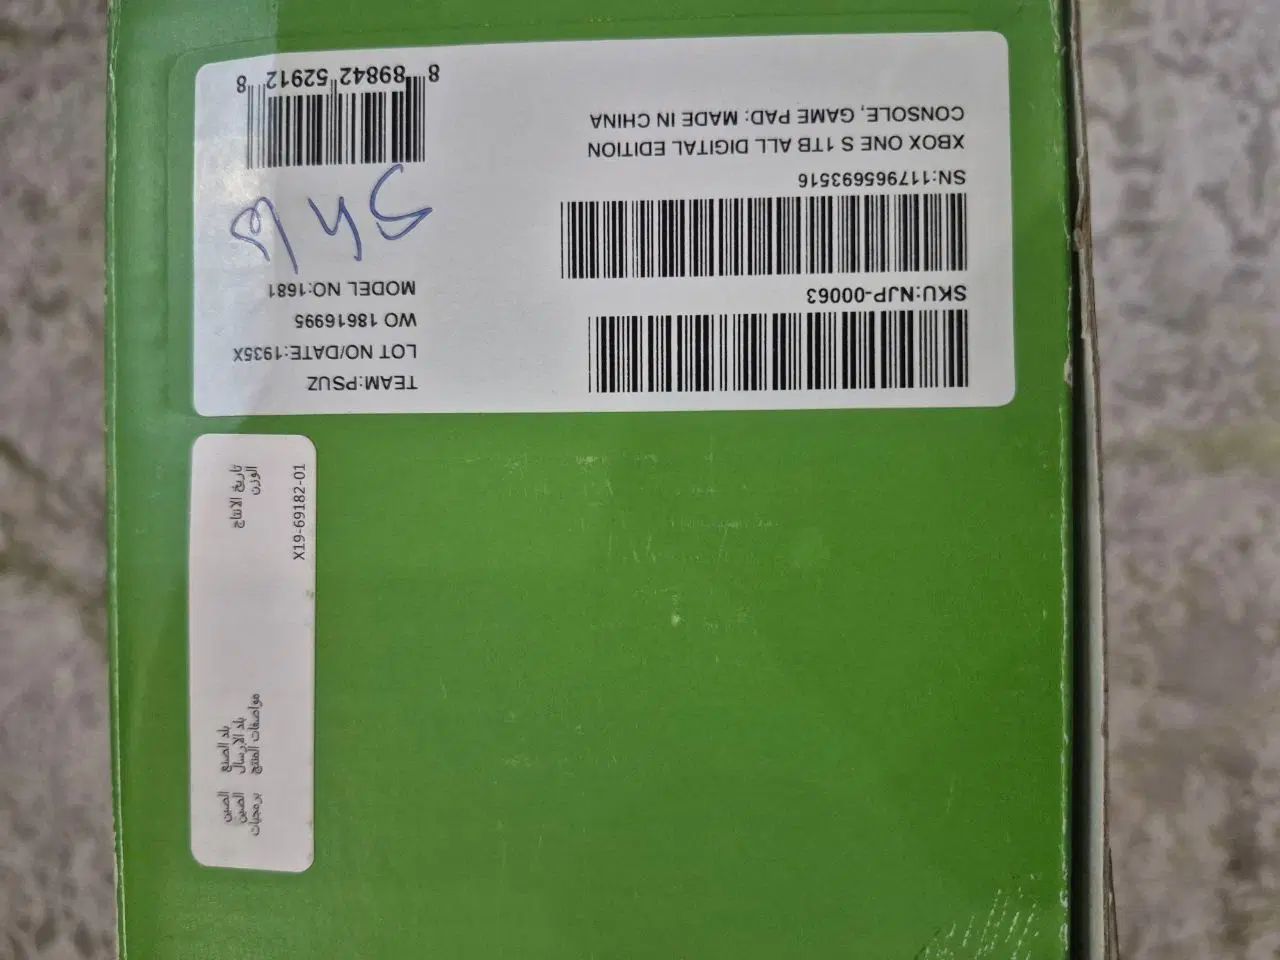 XBOX ONE S 1TB ALL DIGITAL EDITION
CONSOLE, GAME PAD: MADE IN CHINA
SN:117965693516
SKU:NJP-00063
TEAM:PSUZ
LOT NO/DATE:1935X
WO 18616995
MODEL NO:1681
8 89842 52912 8
X19-69182-01
الوزن
تاريخ الانتاج
مواصفات المنتج برمجيات
بلد الارسال الصين
بلد الصنع الصين